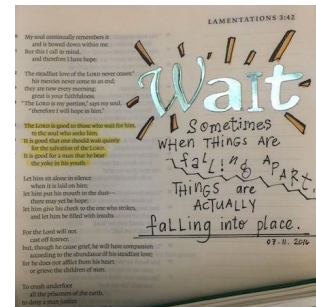 LAMENTATIONS 3:42
My soul continually remembers it
and is bowed down within me.
But this I call to mind,
and therefore I have hope:
The steadfast love of the LORD never ceases;
his mercies never come to an end;
they are new every morning;
great is your faithfulness.
"The LORD is my portion," says my soul,
"therefore I will hope in him."
The LORD is good to those who wait for him,
to the soul who seeks him.
It is good that one should wait quietly
for the salvation of the LORD.
It is good for a man that he bear
the yoke in his youth.
Let him sit alone in silence
when it is laid on him;
let him put his mouth in the dust—
there may yet be hope;
let him give his cheek to the one who strikes,
and let him be filled with insults.
For the Lord will not
cast off forever,
but, though he cause grief, he will have compassion
according to the abundance of his steadfast love;
for he does not afflict from his heart
or grieve the children of men.
To crush underfoot
all the prisoners of the earth,
to deny a man justice
Wait
Sometimes
WHEN THINGS ARE
falling APART,
THINGS are
ACTUALLY
falling into place.
03.11.2016